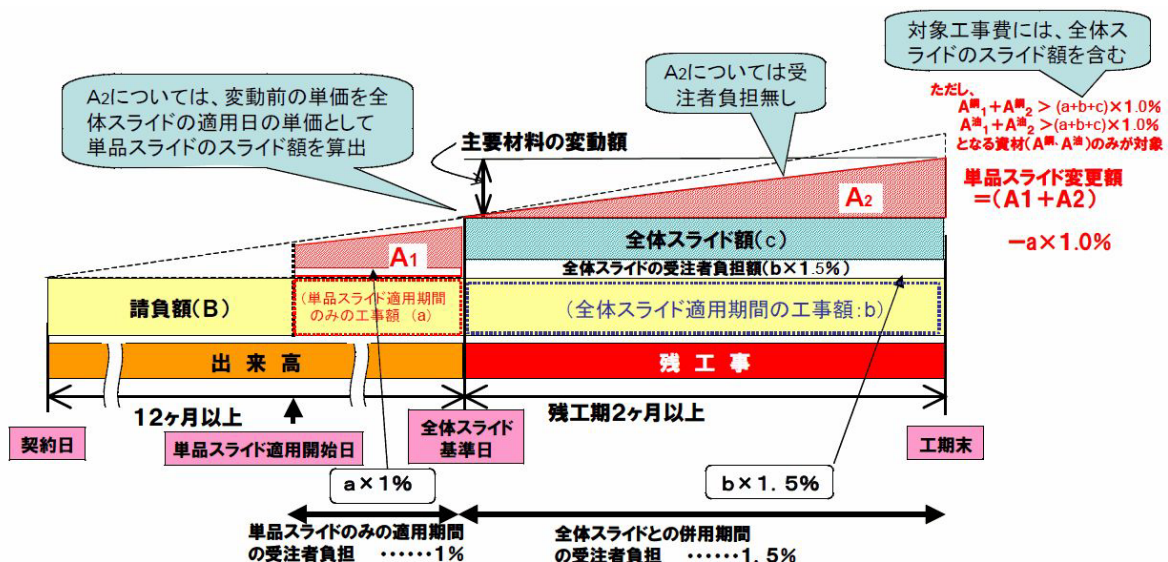 A2については、変動前の単価を全
体スライドの適用日の単価として
単品スライドのスライド額を算出
A2については受
注者負担無し
対象工事費には、全体ス
ライドのスライド額を含む
ただし、
A鋼1+A鋼2 >(a+b+c)×1.0%
A油1+A油2 >(a+b+c)×1.0%
となる資材(A鋼、A油)のみが対象
単品スライド変更額
=(A1+A2)
-a×1.0%
主要材料の変動額
A2
A1
全体スライド額(c)
全体スライドの受注者負担額(b×1.5%)
請負額(B)
(単品スライド適用期間
のみの工事額 (a)
(全体スライド適用期間の工事額:b)
出 来 高
残 工 事
12ヶ月以上
残工期2ヶ月以上
契約日
単品スライド適用開始日
全体スライド
基準日
工期末
a×1%
b×1.5%
単品スライドのみの適用期間
の受注者負担 ……1%
全体スライドとの併用期間
の受注者負担 ……1.5%